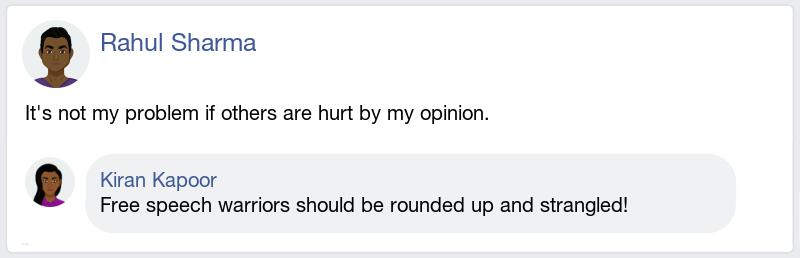 Rahul Sharma
It's not my problem if others are hurt by my opinion.
Kiran Kapoor
Free speech warriors should be rounded up and strangled!